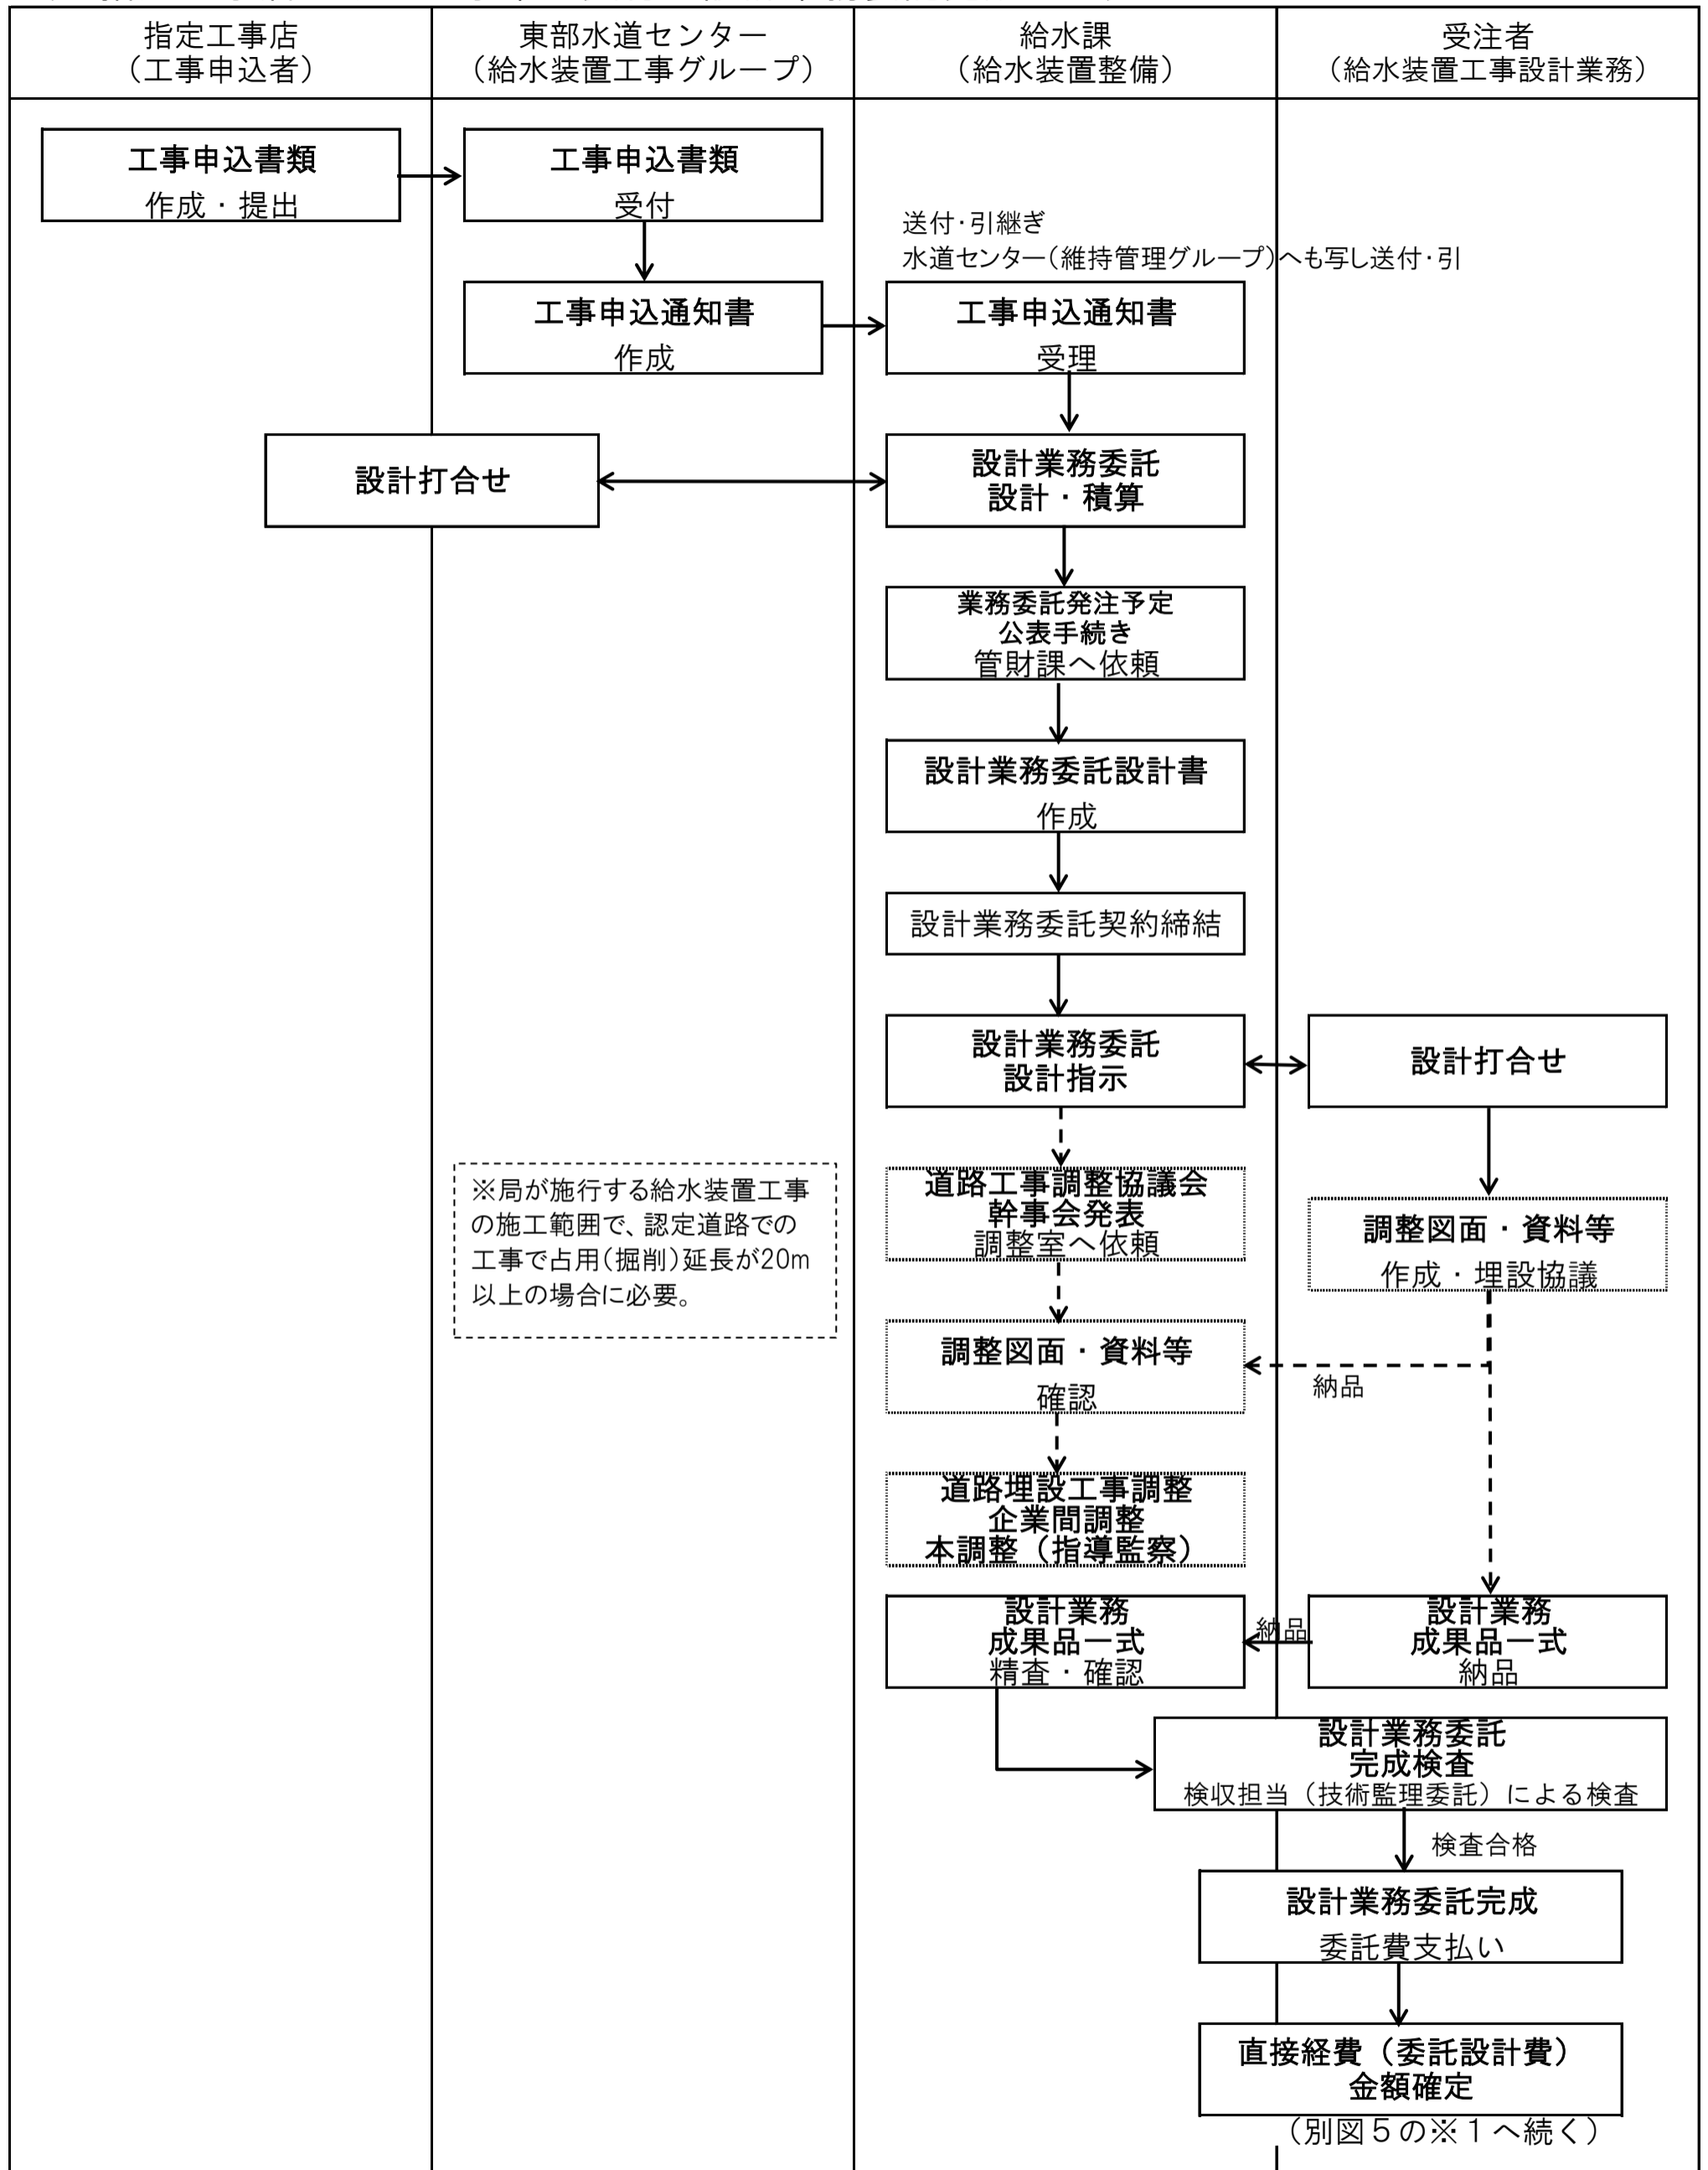 指定工事店
（工事申込者）
東部水道センター
（給水装置工事グループ）
給水課
（給水装置整備）
受注者
（給水装置工事設計業務）
工事申込書類
作成・提出
工事申込書類
受付
送付・引継ぎ
水道センター（維持管理グループ）へも写し送付・引
工事申込通知書
作成
工事申込通知書
受理
設計打合せ
設計業務委託
設計・積算
業務委託発注予定
公表手続き
管財課へ依頼
設計業務委託設計書
作成
設計業務委託契約締結
設計業務委託
設計指示
設計打合せ
※局が施行する給水装置工事
の施工範囲で、認定道路での
工事で占用（掘削）延長が20m
以上の場合に必要。
道路工事調整協議会
幹事会発表
調整室へ依頼
調整図面・資料等
作成・埋設協議
調整図面・資料等
確認
納品
道路埋設工事調整
企業間調整
本調整（指導監察）
設計業務
成果品一式
精査・確認
納品
設計業務
成果品一式
納品
設計業務委託
完成検査
検収担当（技術監理委託）による検査
検査合格
設計業務委託完成
委託費支払い
直接経費（委託設計費）
金額確定
（別図５の※１へ続く）